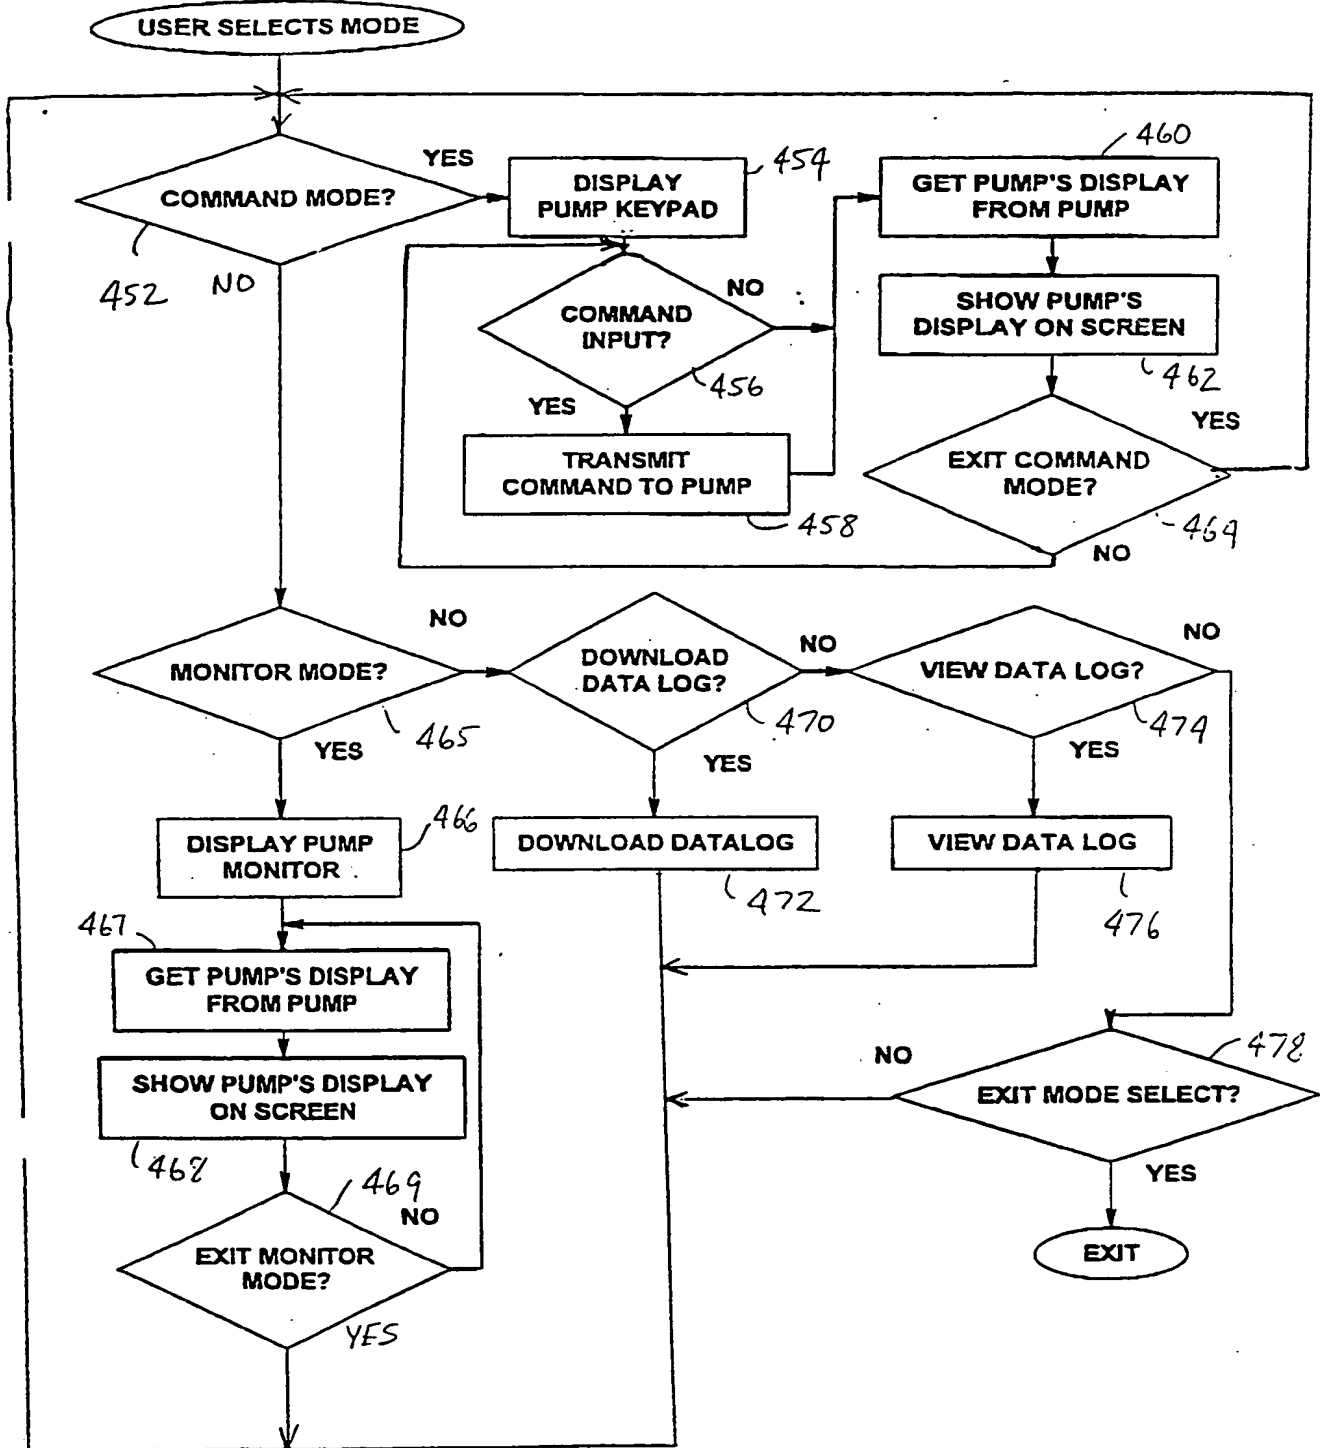 USER SELECTS MODE
COMMAND MODE?
452
YES
NO
DISPLAY
PUMP KEYPAD
454
COMMAND
INPUT?
456
NO
YES
TRANSMIT
COMMAND TO PUMP
458
460
GET PUMP'S DISPLAY
FROM PUMP
SHOW PUMP'S
DISPLAY ON SCREEN
462
EXIT COMMAND
MODE?
464
YES
NO
MONITOR MODE?
465
NO
YES
DOWNLOAD
DATA LOG?
470
NO
YES
VIEW DATA LOG?
474
NO
YES
DISPLAY PUMP
MONITOR
466
DOWNLOAD DATALOG
472
VIEW DATA LOG
476
467
GET PUMP'S DISPLAY
FROM PUMP
SHOW PUMP'S DISPLAY
ON SCREEN
468
469
EXIT MONITOR
MODE?
NO
YES
EXIT MODE SELECT?
478
NO
YES
EXIT